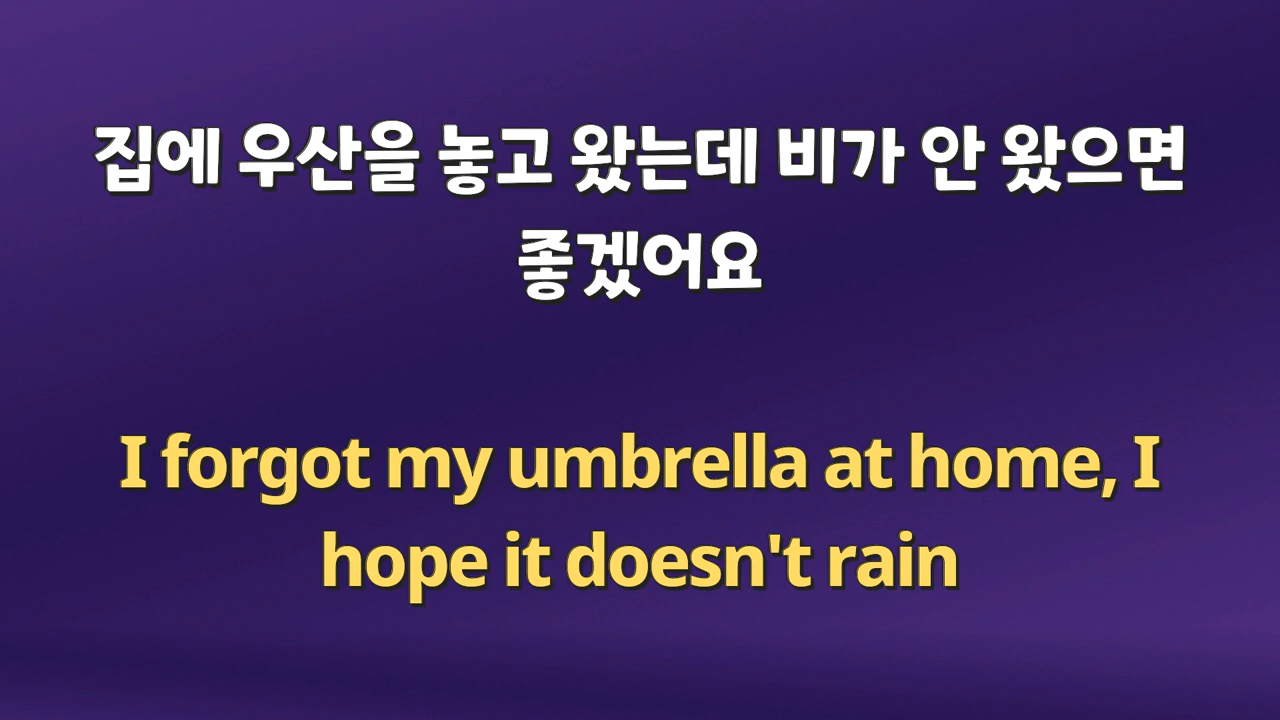 집에 우산을 놓고 왔는데 비가 안 왔으면
좋겠어요
I forgot my umbrella at home, I
hope it doesn't rain